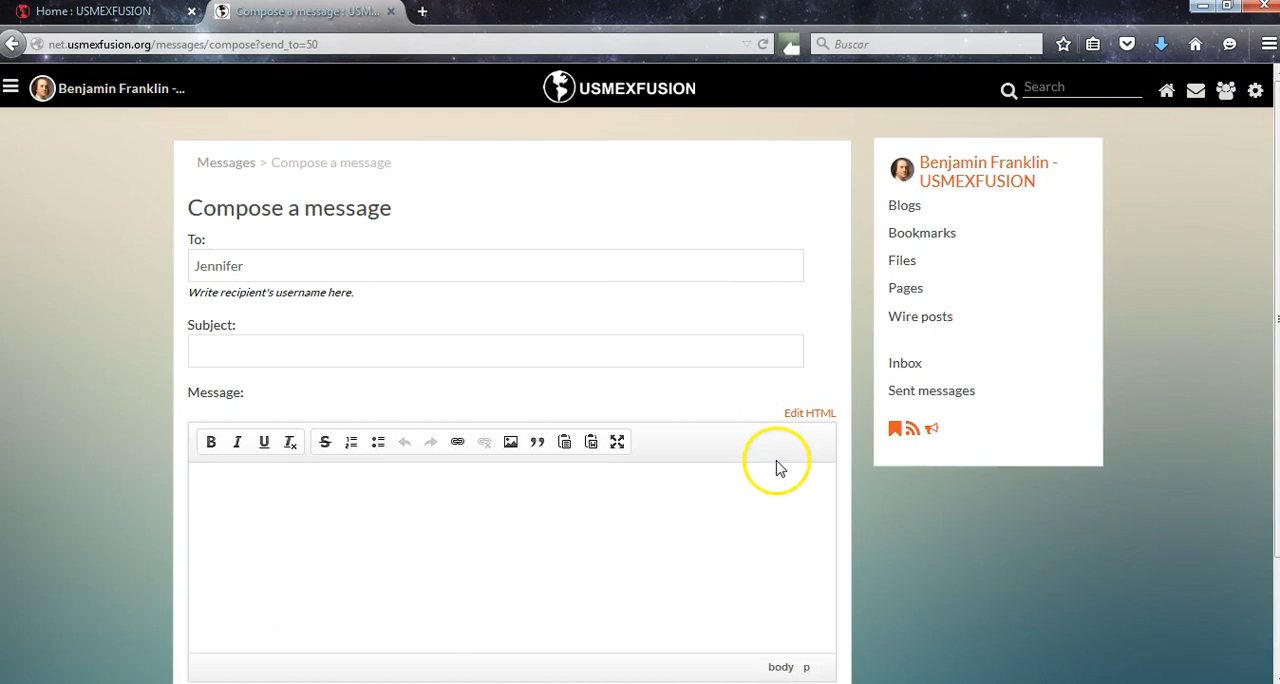 Home : USMEXFUSION
Compose a message : USM...
net.usmexfusion.org/messages/compose?send_to=50
Buscar
Benjamin Franklin -...
USMEXFUSION
Search
Messages > Compose a message
Compose a message
To:
Jennifer
Write recipient's username here.
Subject:
Message:
Edit HTML
B I U Tx S
body p
Benjamin Franklin -
USMEXFUSION
Blogs
Bookmarks
Files
Pages
Wire posts
Inbox
Sent messages